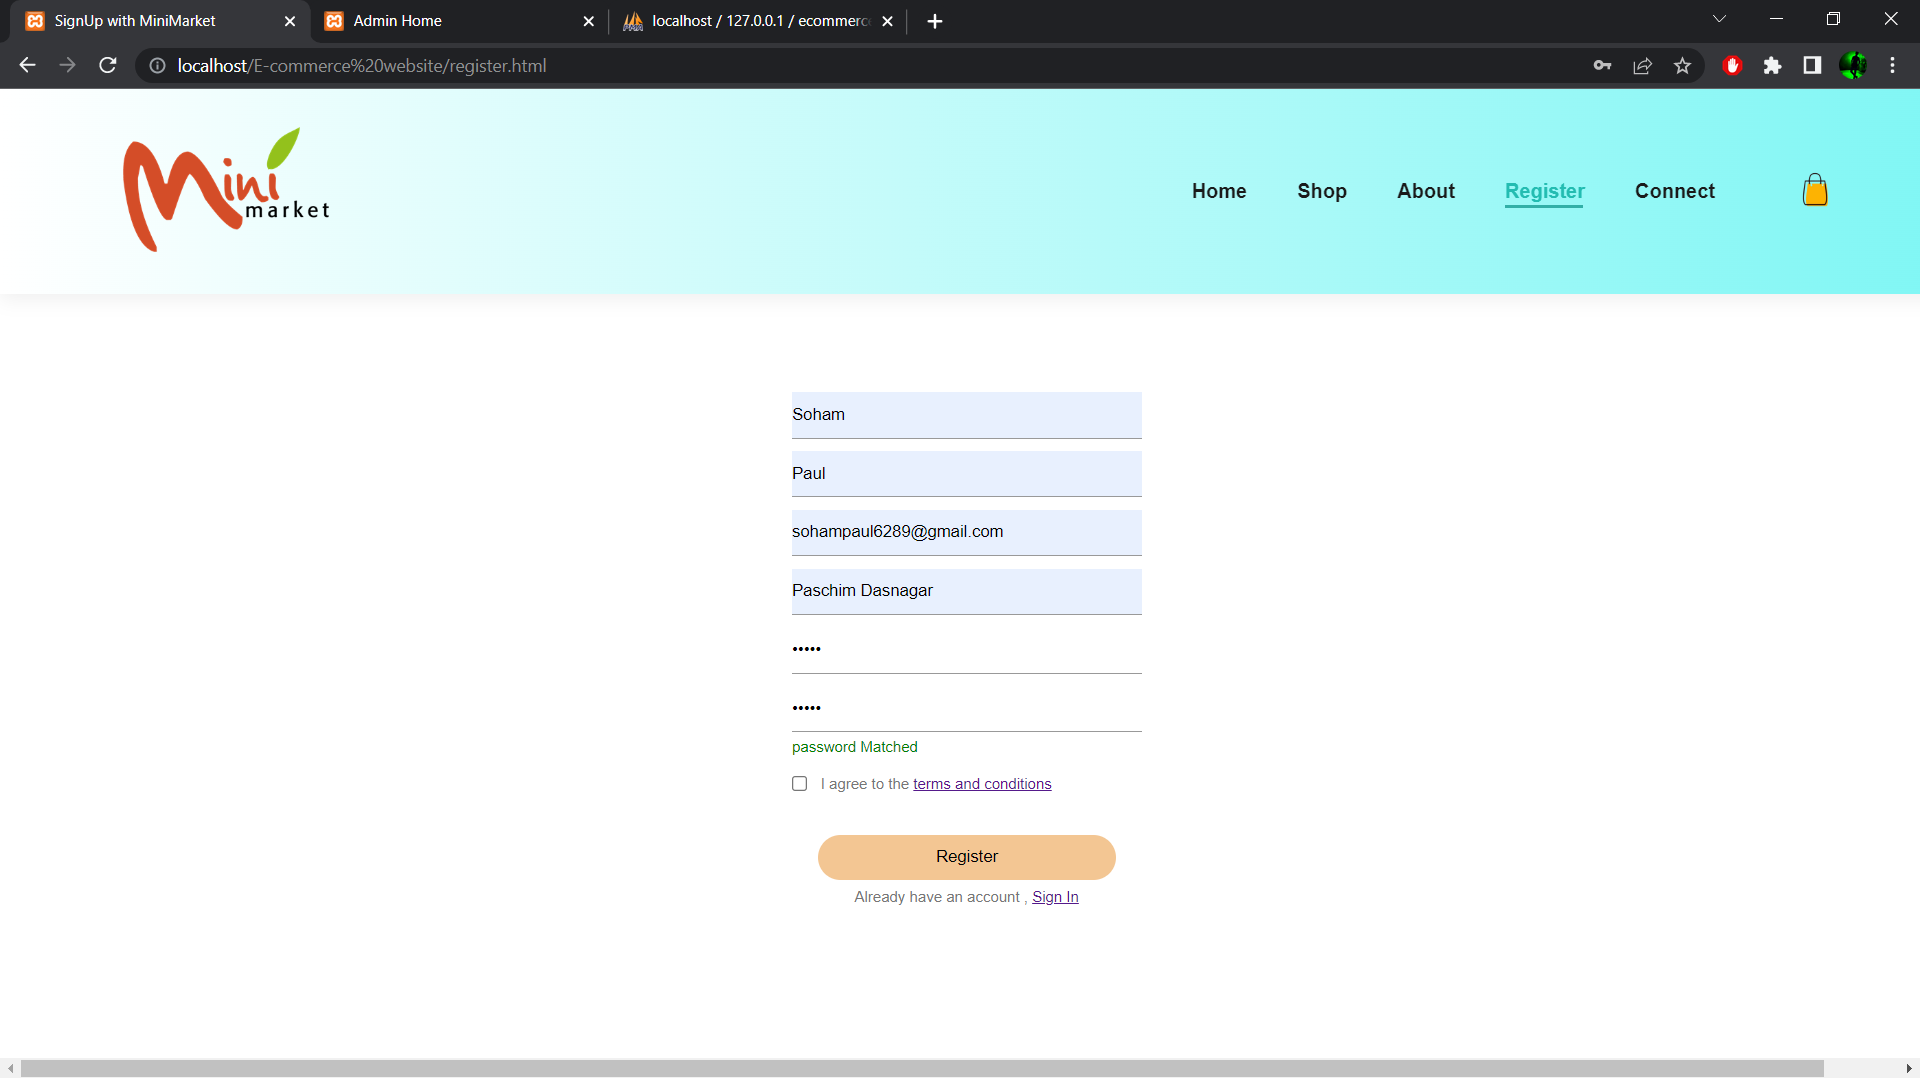 SignUp with MiniMarket
Admin Home
localhost / 127.0.0.1 / ecommerce
localhost/E-commerce%20website/register.html
Mini
market
Home
Shop
About
Register
Connect
Soham
Paul
sohampaul6289@gmail.com
Paschim Dasnagar
•••••
•••••
password Matched
I agree to the terms and conditions
Register
Already have an account , Sign In